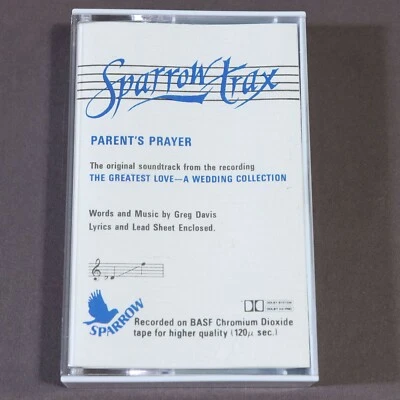 Sparrow trax
PARENT'S PRAYER
The original soundtrack from the recording
THE GREATEST LOVE—A WEDDING COLLECTION
Words and Music by Greg Davis
Lyrics and Lead Sheet Enclosed.
SPARROW
Recorded on BASF Chromium Dioxide
tape for higher quality (120μ sec.)